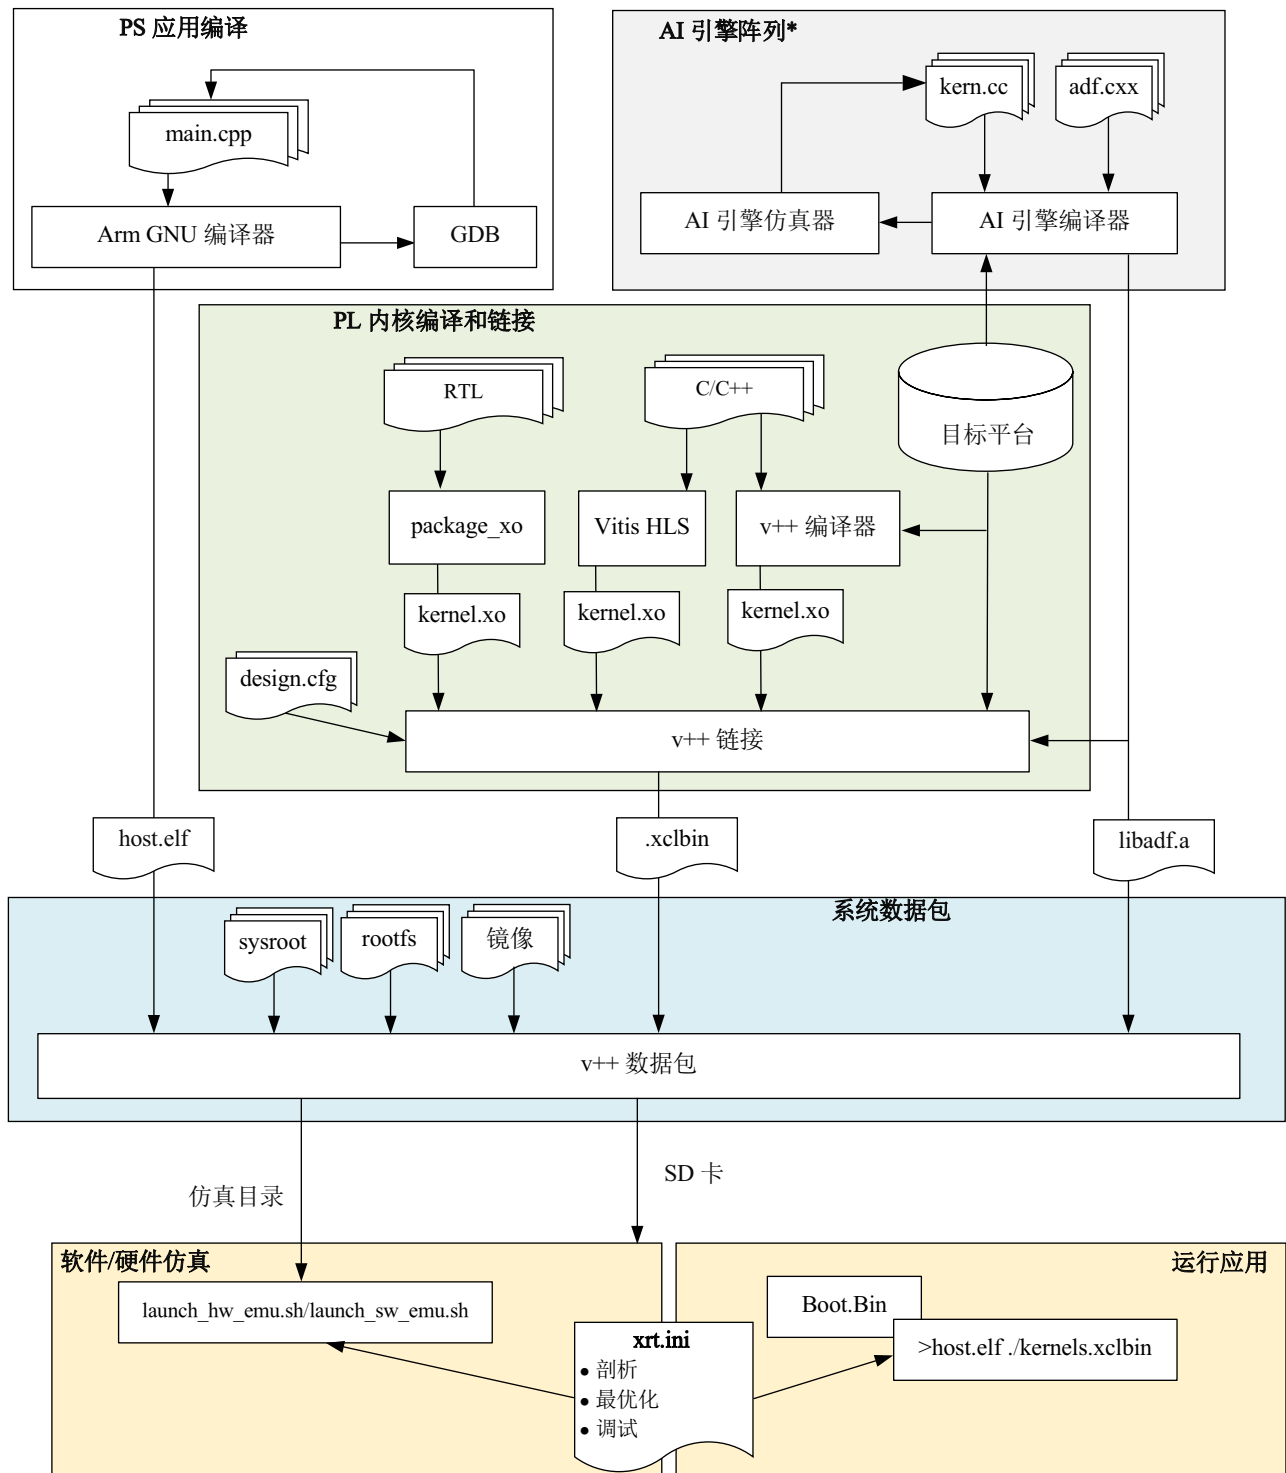 PS 应用编译
main.cpp
Arm GNU 编译器
GDB
AI 引擎阵列*
kern.cc
adf.cxx
AI 引擎仿真器
AI 引擎编译器
PL 内核编译和链接
RTL
C/C++
目标平台
package_xo
Vitis HLS
v++ 编译器
kernel.xo
kernel.xo
kernel.xo
design.cfg
v++ 链接
host.elf
.xclbin
libadf.a
系统数据包
sysroot
rootfs
镜像
v++ 数据包
仿真目录
SD 卡
软件/硬件仿真
launch_hw_emu.sh/launch_sw_emu.sh
运行应用
Boot.Bin
>host.elf ./kernels.xclbin
xrt.ini
● 剖析
● 最优化
● 调试